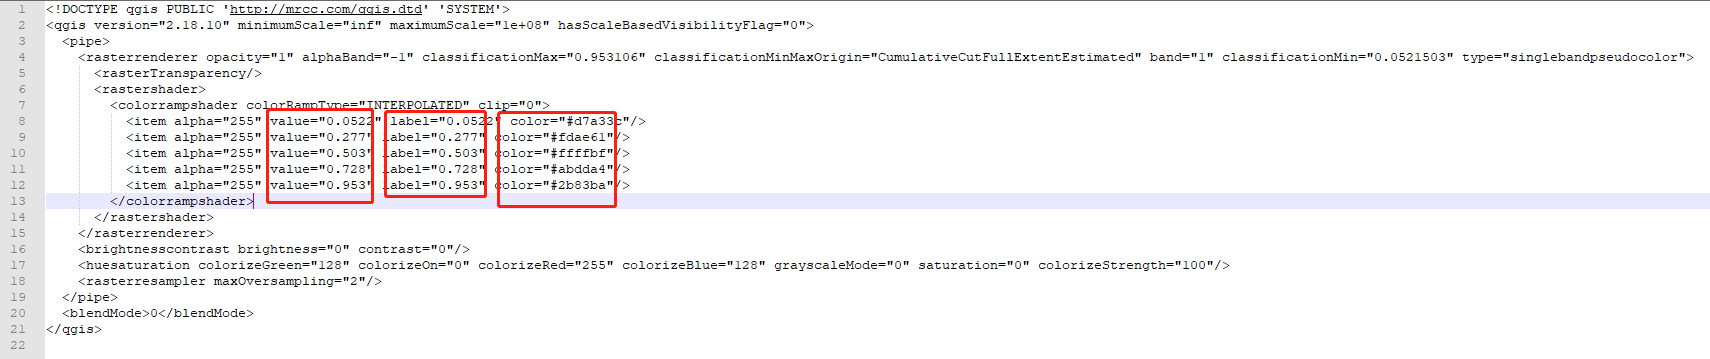 1 <!DOCTYPE qgis PUBLIC 'http://mrcc.com/qgis.dtd' 'SYSTEM'>
2 <qgis version="2.18.10" minimumScale="inf" maximumScale="1e+08" hasScaleBasedVisibilityFlag="0">
3 <pipe>
4 <rasterrenderer opacity="1" alphaBand="-1" classificationMax="0.953106" classificationMinMaxOrigin="CumulativeCutFullExtentEstimated" band="1" classificationMin="0.0521503" type="singlebandpseudocolor">
5 <rasterTransparency/>
6 <rastershader>
7 <colorrampshader colorRampType="INTERPOLATED" clip="0">
8 <item alpha="255" value="0.0522" label="0.0522" color="#d7a33c"/>
9 <item alpha="255" value="0.277" label="0.277" color="#fdae61"/>
10 <item alpha="255" value="0.503" label="0.503" color="#ffffbf"/>
11 <item alpha="255" value="0.728" label="0.728" color="#abdda4"/>
12 <item alpha="255" value="0.953" label="0.953" color="#2b83ba"/>
13 </colorrampshader>
14 </rastershader>
15 </rasterrenderer>
16 <brightnesscontrast brightness="0" contrast="0"/>
17 <huesaturation colorizeGreen="128" colorizeOn="0" colorizeRed="255" colorizeBlue="128" grayscaleMode="0" saturation="0" colorizeStrength="100"/>
18 <rasterresampler maxOversampling="2"/>
19 </pipe>
20 <blendMode>0</blendMode>
21 </qgis>
22